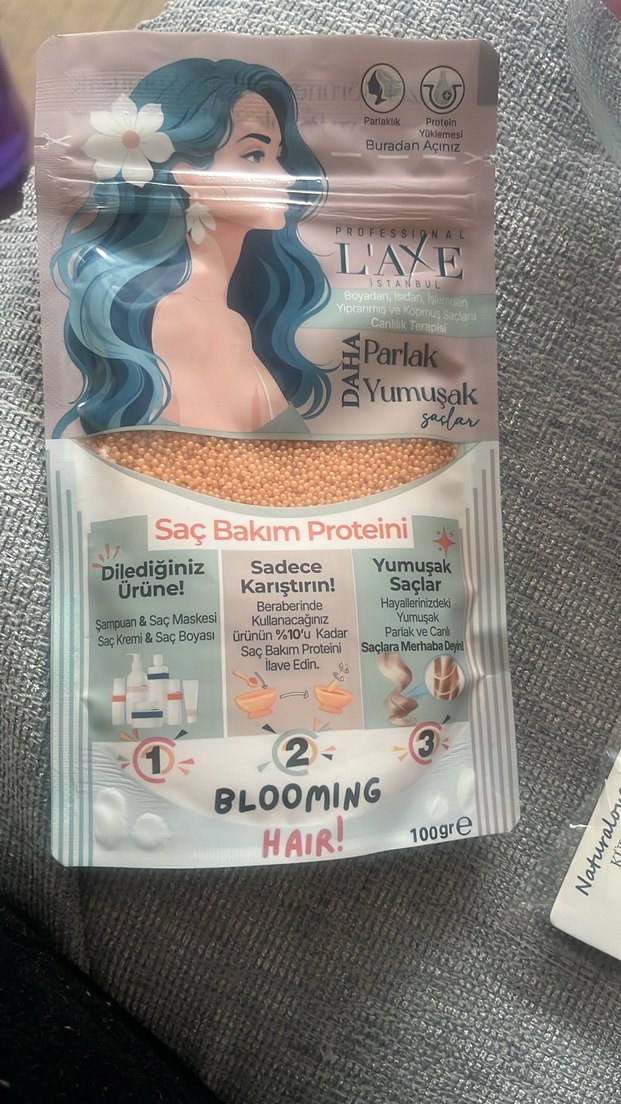 Parlaklık
Protein
Yüklemesi
Buradan Açınız
PROFESSIONAL
L'AXE
İSTANBUL
Boyadan, Isıdan, İşlemden
Yıpranmış ve Kopmuş Saçlara
Canlılık Terapisi
DAHA
Parlak
Yumuşak
saçlar
Saç Bakım Proteini
Dilediğiniz
Ürüne!
Şampuan & Saç Maskesi
Saç Kremi & Saç Boyası
1
Sadece
Karıştırın!
Beraberinde
Kullanacağınız
ürünün %10'u Kadar
Saç Bakım Proteini
İlave Edin.
2
Yumuşak
Saçlar
Hayallerinizdeki
Yumuşak
Parlak ve Canlı
Saçlara Merhaba Deyin!
3
BLOOMING
HAIR!
100gr e